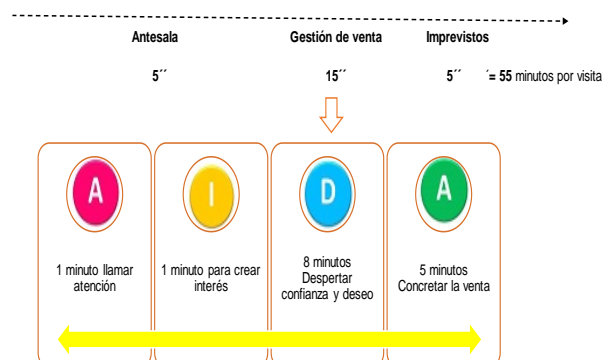 Antesala Gestión de venta Imprevistos
5´´ 15´´ 5´´ ´= 55 minutos por visita
A I D A
1 minuto llamar
atención
1 minuto para crear
interés
8 minutos
Despertar
confianza y deseo
5 minutos
Concretar la venta